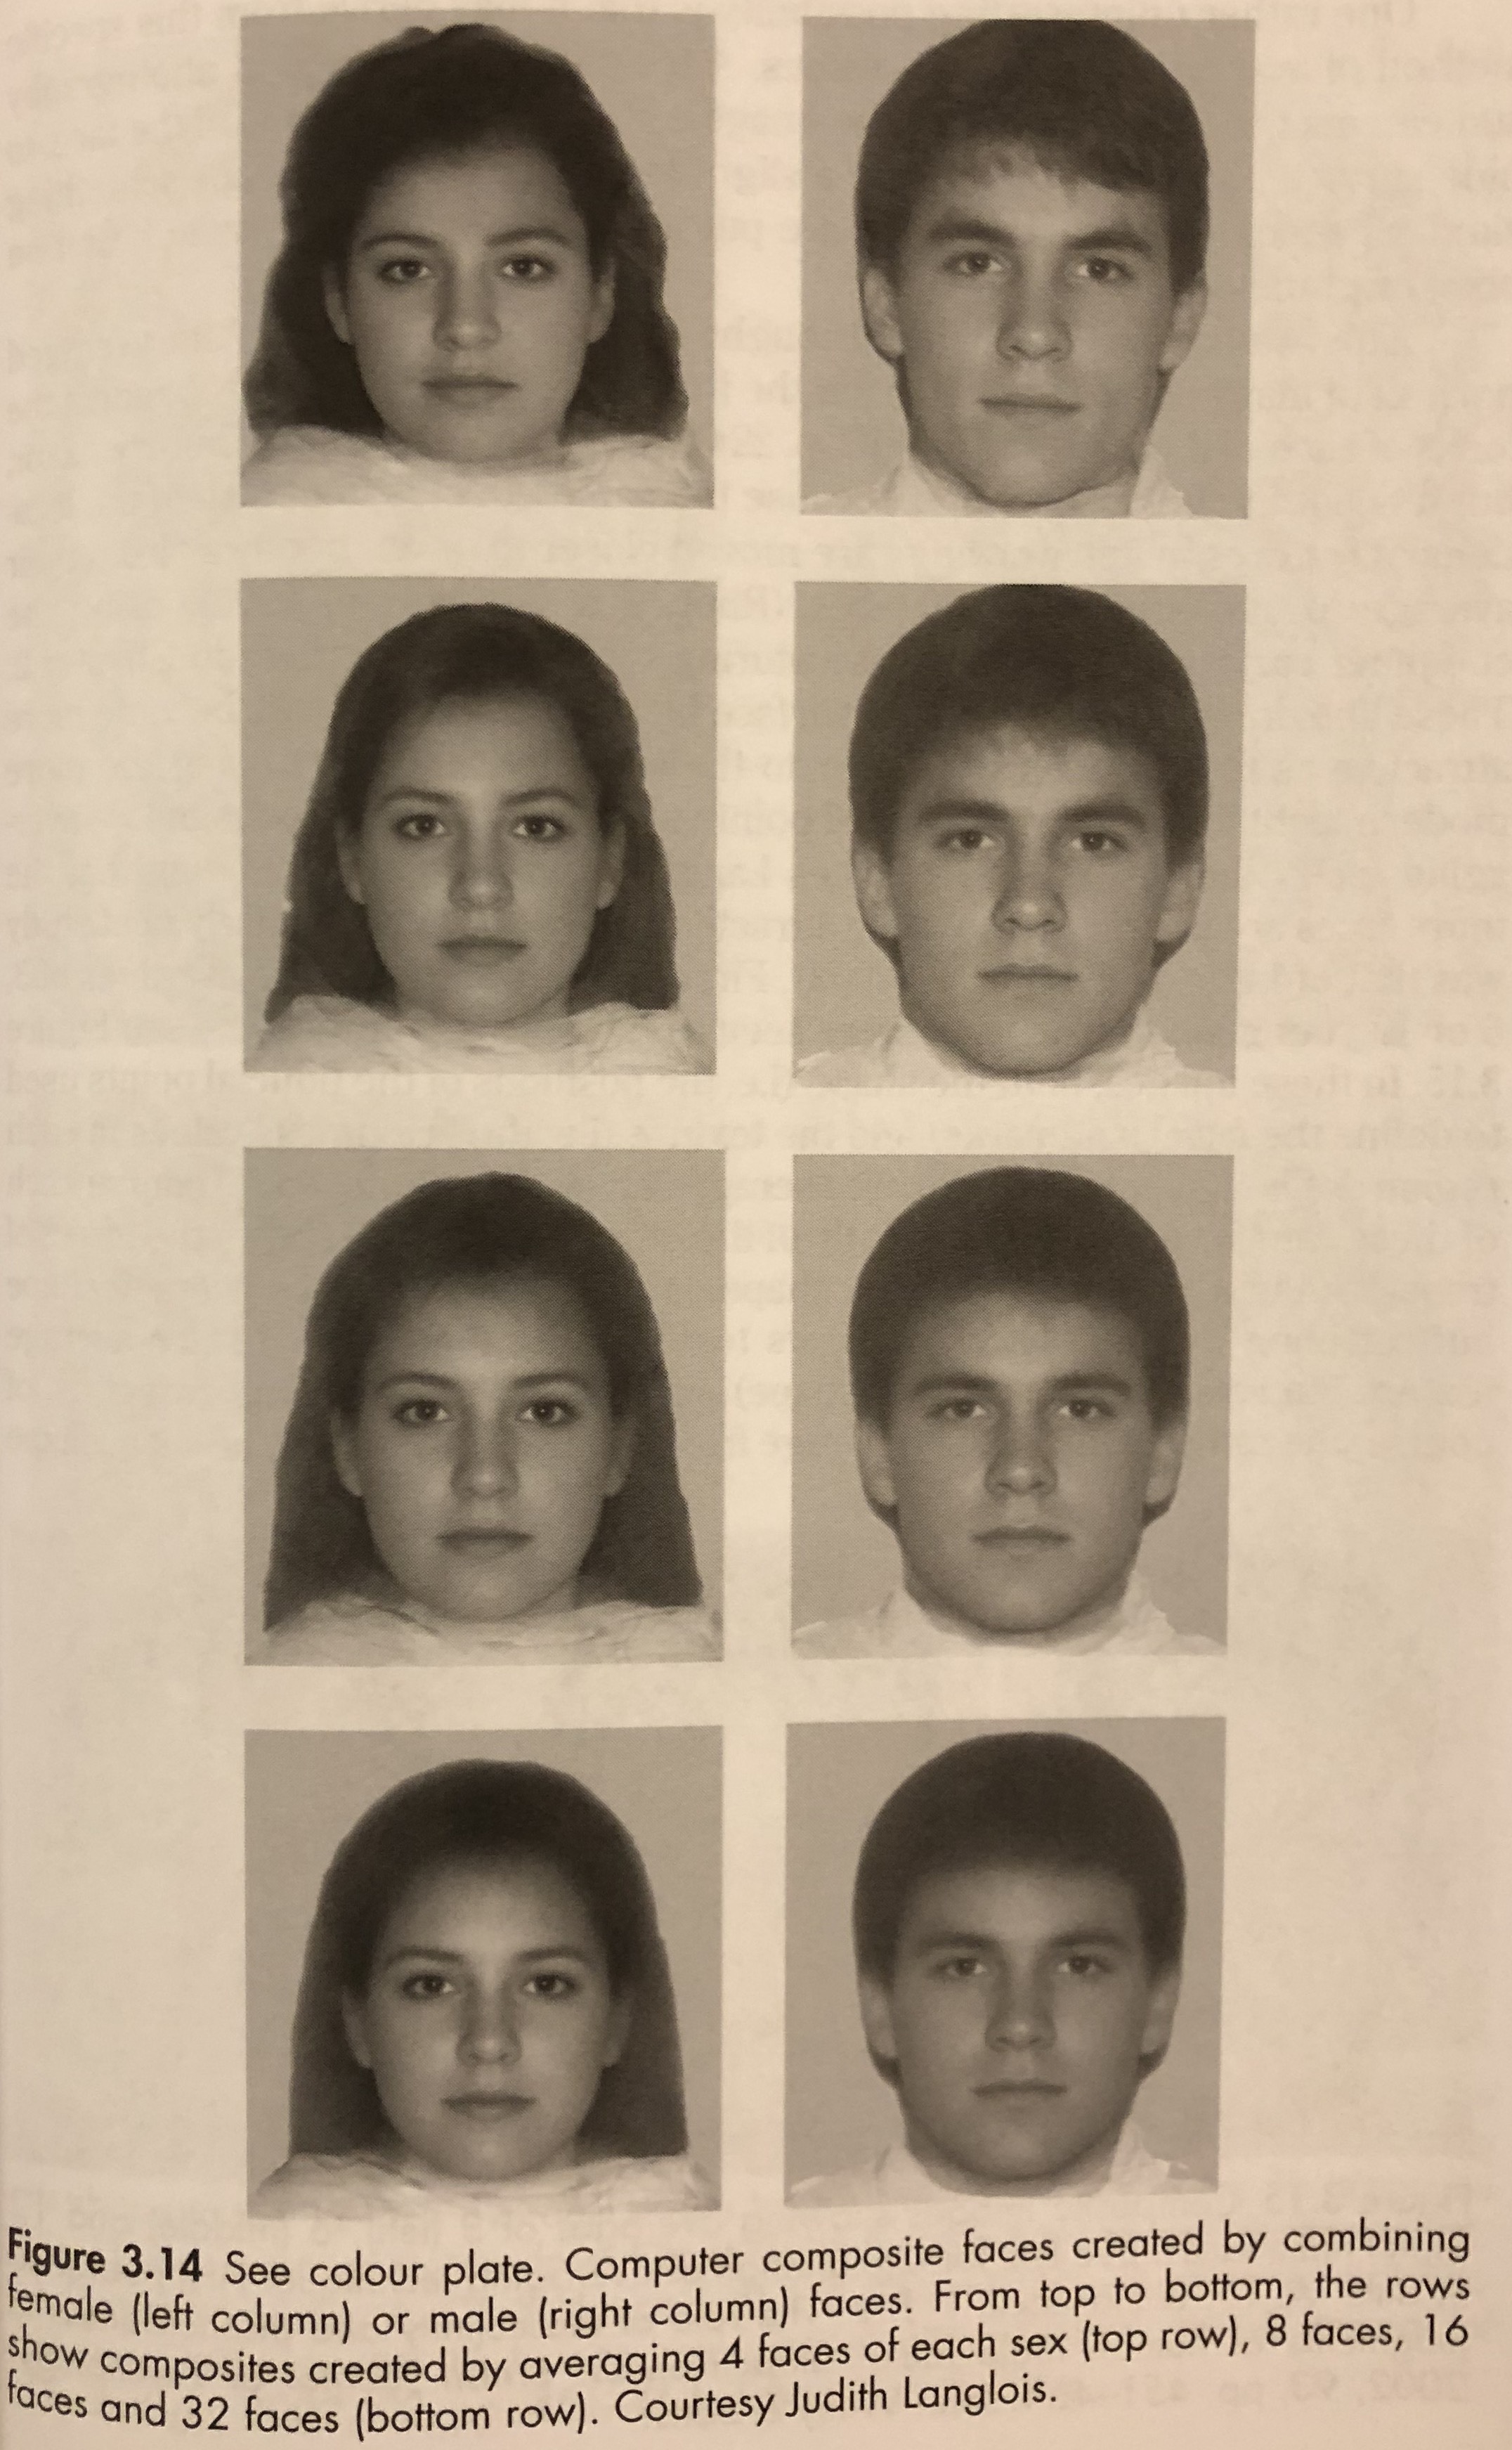 Figure 3.14 See colour plate. Computer composite faces created by combining
female (left column) or male (right column) faces. From top to bottom, the rows
show composites created by averaging 4 faces of each sex (top row), 8 faces, 16
faces and 32 faces (bottom row). Courtesy Judith Langlois.